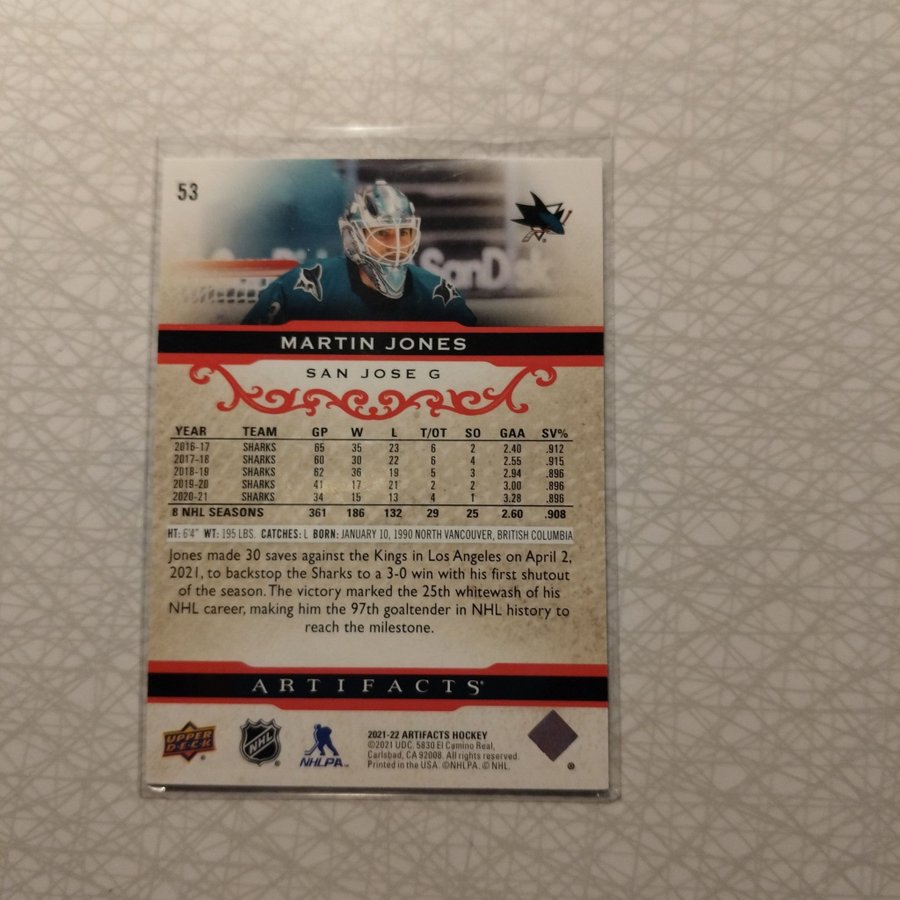 53
SanDisk
MARTIN JONES
SAN JOSE G
YEAR TEAM GP W L T/OT SO GAA SV%
2016-17 SHARKS 65 35 23 6 2 2.40 .912
2017-18 SHARKS 60 30 22 6 4 2.55 .915
2018-19 SHARKS 62 36 19 5 3 2.94 .896
2019-20 SHARKS 41 17 21 2 2 3.00 .896
2020-21 SHARKS 34 15 13 4 1 3.28 .896
8 NHL SEASONS 361 186 132 29 25 2.60 .908
HT: 6'4" WT: 195 LBS. CATCHES: L BORN: JANUARY 10, 1990 NORTH VANCOUVER, BRITISH COLUMBIA
Jones made 30 saves against the Kings in Los Angeles on April 2,
2021, to backstop the Sharks to a 3-0 win with his first shutout
of the season. The victory marked the 25th whitewash of his
NHL career, making him the 97th goaltender in NHL history to
reach the milestone.
ARTIFACTS®
UPPER
DECK
NHL
NHLPA
2021-22 ARTIFACTS HOCKEY
©2021 UDC. 5830 El Camino Real,
Carlsbad, CA 92008. All rights reserved.
Printed in the USA. ©NHLPA. © NHL.